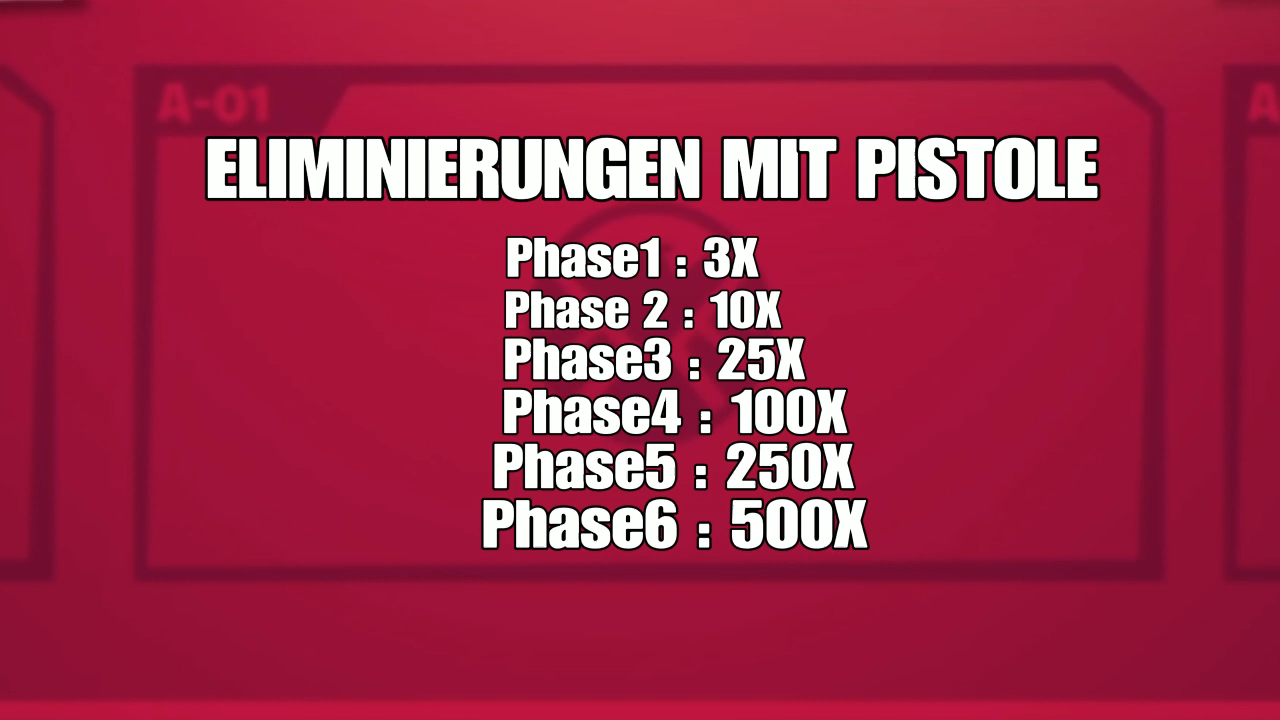 A-01
A
ELIMINIERUNGEN MIT PISTOLE
Phase1 : 3X
Phase 2 : 10X
Phase3 : 25X
Phase4 : 100X
Phase5 : 250X
Phase6 : 500X